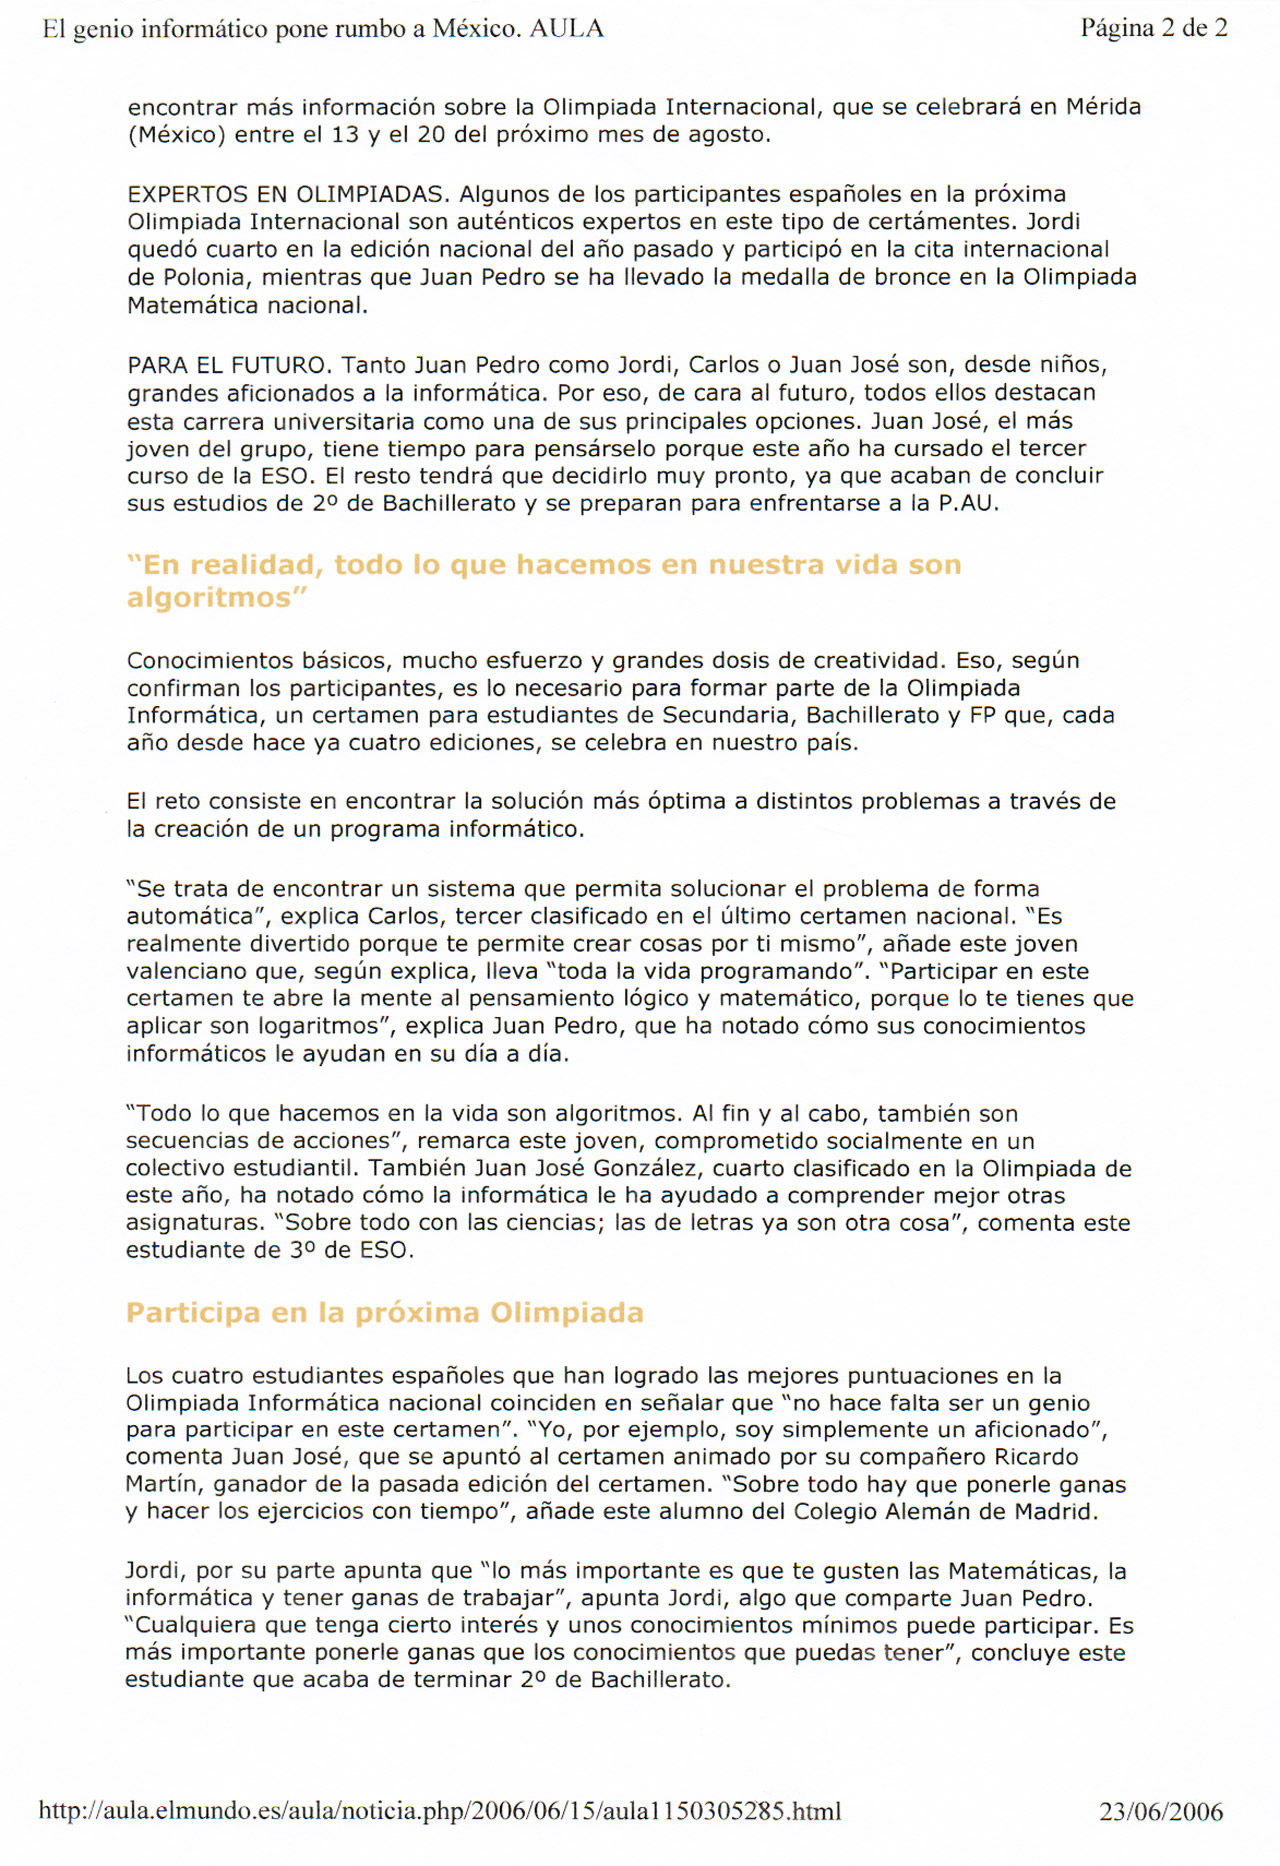 El genio informático pone rumbo a México. AULA
Página 2 de 2
encontrar más información sobre la Olimpiada Internacional, que se celebrará en Mérida
(México) entre el 13 y el 20 del próximo mes de agosto.
EXPERTOS EN OLIMPIADAS. Algunos de los participantes españoles en la próxima
Olimpiada Internacional son auténticos expertos en este tipo de certámentes. Jordi
quedó cuarto en la edición nacional del año pasado y participó en la cita internacional
de Polonia, mientras que Juan Pedro se ha llevado la medalla de bronce en la Olimpiada
Matemática nacional.
PARA EL FUTURO. Tanto Juan Pedro como Jordi, Carlos o Juan José son, desde niños,
grandes aficionados a la informática. Por eso, de cara al futuro, todos ellos destacan
esta carrera universitaria como una de sus principales opciones. Juan José, el más
joven del grupo, tiene tiempo para pensárselo porque este año ha cursado el tercer
curso de la ESO. El resto tendrá que decidirlo muy pronto, ya que acaban de concluir
sus estudios de 2º de Bachillerato y se preparan para enfrentarse a la P.AU.
“En realidad, todo lo que hacemos en nuestra vida son
algoritmos”
Conocimientos básicos, mucho esfuerzo y grandes dosis de creatividad. Eso, según
confirman los participantes, es lo necesario para formar parte de la Olimpiada
Informática, un certamen para estudiantes de Secundaria, Bachillerato y FP que, cada
año desde hace ya cuatro ediciones, se celebra en nuestro país.
El reto consiste en encontrar la solución más óptima a distintos problemas a través de
la creación de un programa informático.
“Se trata de encontrar un sistema que permita solucionar el problema de forma
automática”, explica Carlos, tercer clasificado en el último certamen nacional. “Es
realmente divertido porque te permite crear cosas por ti mismo”, añade este joven
valenciano que, según explica, lleva “toda la vida programando”. “Participar en este
certamen te abre la mente al pensamiento lógico y matemático, porque lo te tienes que
aplicar son logaritmos”, explica Juan Pedro, que ha notado cómo sus conocimientos
informáticos le ayudan en su día a día.
“Todo lo que hacemos en la vida son algoritmos. Al fin y al cabo, también son
secuencias de acciones”, remarca este joven, comprometido socialmente en un
colectivo estudiantil. También Juan José González, cuarto clasificado en la Olimpiada de
este año, ha notado cómo la informática le ha ayudado a comprender mejor otras
asignaturas. “Sobre todo con las ciencias; las de letras ya son otra cosa”, comenta este
estudiante de 3º de ESO.
Participa en la próxima Olimpiada
Los cuatro estudiantes españoles que han logrado las mejores puntuaciones en la
Olimpiada Informática nacional coinciden en señalar que “no hace falta ser un genio
para participar en este certamen”. “Yo, por ejemplo, soy simplemente un aficionado”,
comenta Juan José, que se apuntó al certamen animado por su compañero Ricardo
Martín, ganador de la pasada edición del certamen. “Sobre todo hay que ponerle ganas
y hacer los ejercicios con tiempo”, añade este alumno del Colegio Alemán de Madrid.
Jordi, por su parte apunta que “lo más importante es que te gusten las Matemáticas, la
informática y tener ganas de trabajar”, apunta Jordi, algo que comparte Juan Pedro.
“Cualquiera que tenga cierto interés y unos conocimientos mínimos puede participar. Es
más importante ponerle ganas que los conocimientos que puedas tener”, concluye este
estudiante que acaba de terminar 2º de Bachillerato.
http://aula.elmundo.es/aula/noticia.php/2006/06/15/aula1150305285.html
23/06/2006